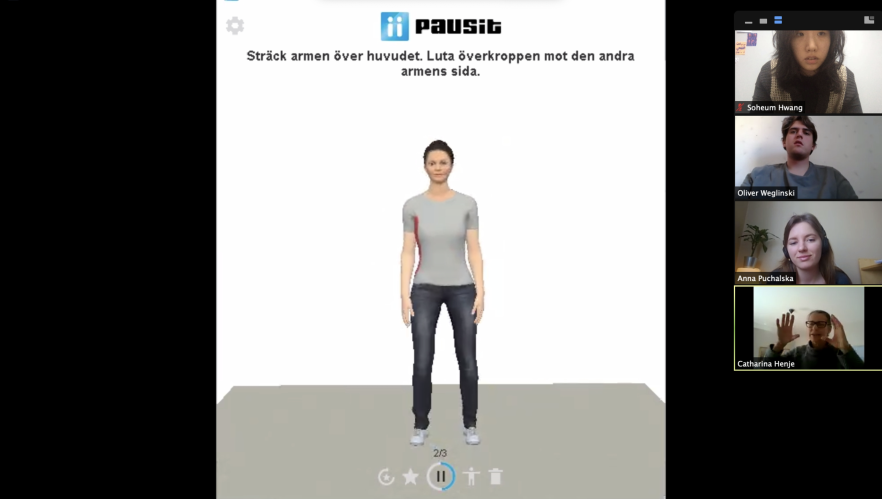 pausit
Sträck armen över huvudet. Luta överkroppen mot den andra
armens sida.
2/3
Soheum Hwang
Oliver Weglinski
Anna Puchalska
Catharina Henje